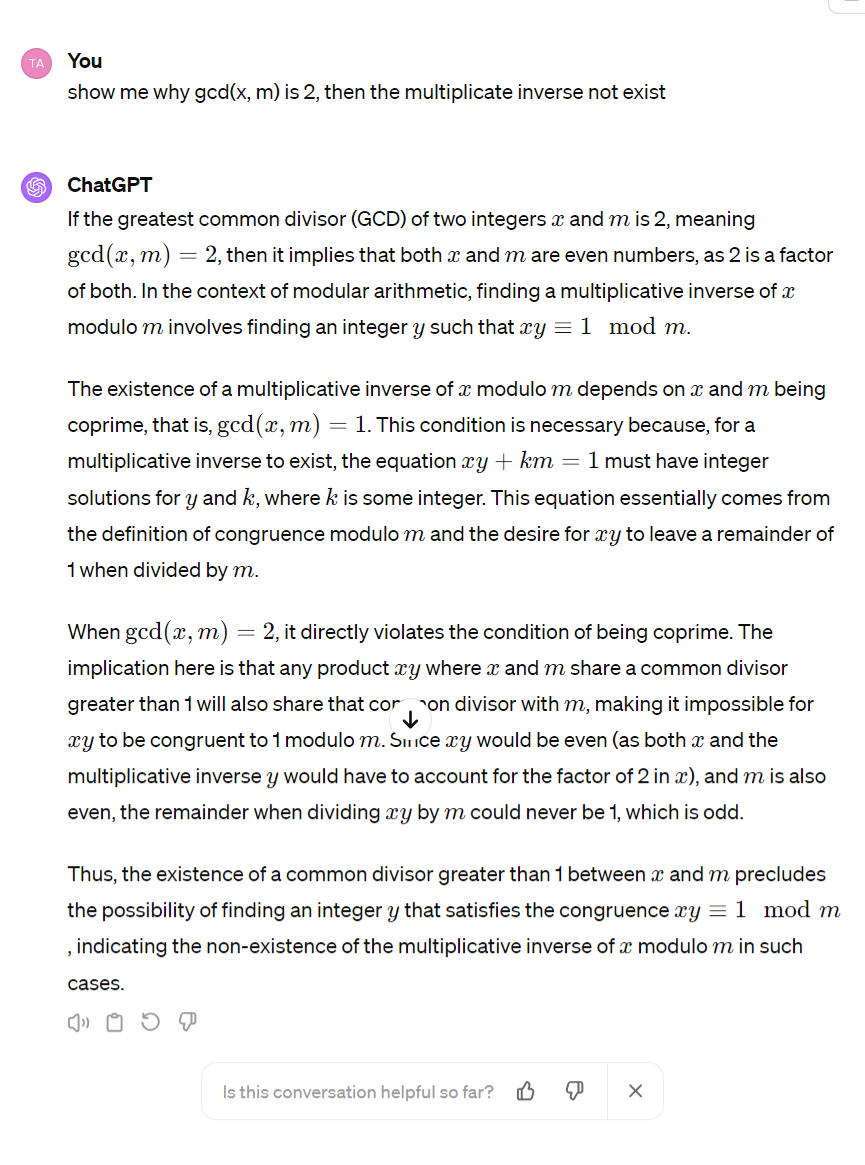 TA
You
show me why gcd(x, m) is 2, then the multiplicate inverse not exist
ChatGPT
If the greatest common divisor (GCD) of two integers x and m is 2, meaning
gcd(x, m) = 2, then it implies that both x and m are even numbers, as 2 is a factor
of both. In the context of modular arithmetic, finding a multiplicative inverse of x
modulo m involves finding an integer y such that xy ≡ 1 mod m.
The existence of a multiplicative inverse of x modulo m depends on x and m being
coprime, that is, gcd(x, m) = 1. This condition is necessary because, for a
multiplicative inverse to exist, the equation xy + km = 1 must have integer
solutions for y and k, where k is some integer. This equation essentially comes from
the definition of congruence modulo m and the desire for xy to leave a remainder of
1 when divided by m.
When gcd(x, m) = 2, it directly violates the condition of being coprime. The
implication here is that any product xy where x and m share a common divisor
greater than 1 will also share that common divisor with m, making it impossible for
xy to be congruent to 1 modulo m. Since xy would be even (as both x and the
multiplicative inverse y would have to account for the factor of 2 in x), and m is also
even, the remainder when dividing xy by m could never be 1, which is odd.
Thus, the existence of a common divisor greater than 1 between x and m precludes
the possibility of finding an integer y that satisfies the congruence xy ≡ 1 mod m
, indicating the non-existence of the multiplicative inverse of x modulo m in such
cases.
Is this conversation helpful so far?